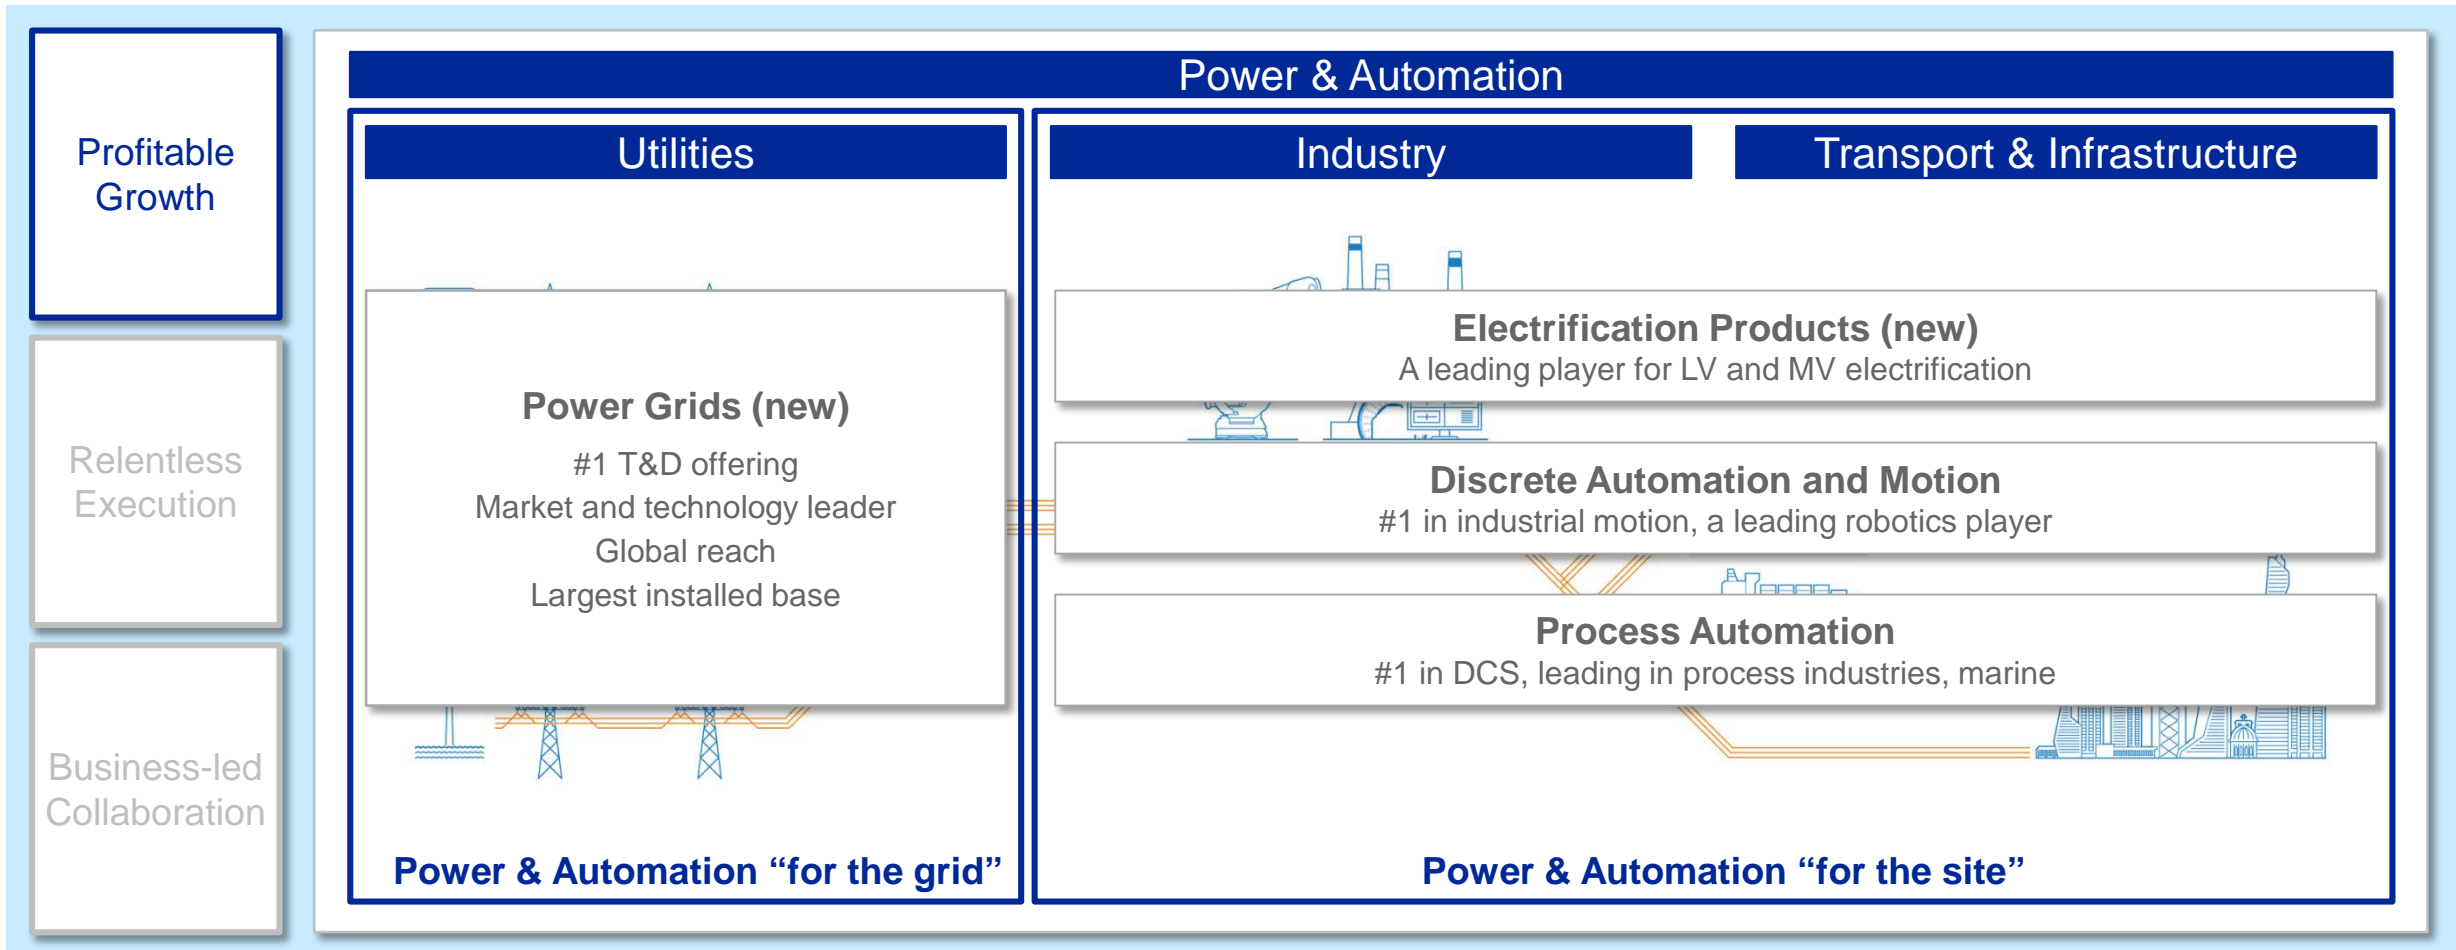 Profitable
Growth
Relentless
Execution
Business-led
Collaboration
Power & Automation
Utilities
Power Grids (new)
#1 T&D offering
Market and technology leader
Global reach
Largest installed base
Power & Automation “for the grid”
Industry
Transport & Infrastructure
Electrification Products (new)
A leading player for LV and MV electrification
Discrete Automation and Motion
#1 in industrial motion, a leading robotics player
Process Automation
#1 in DCS, leading in process industries, marine
Power & Automation “for the site”